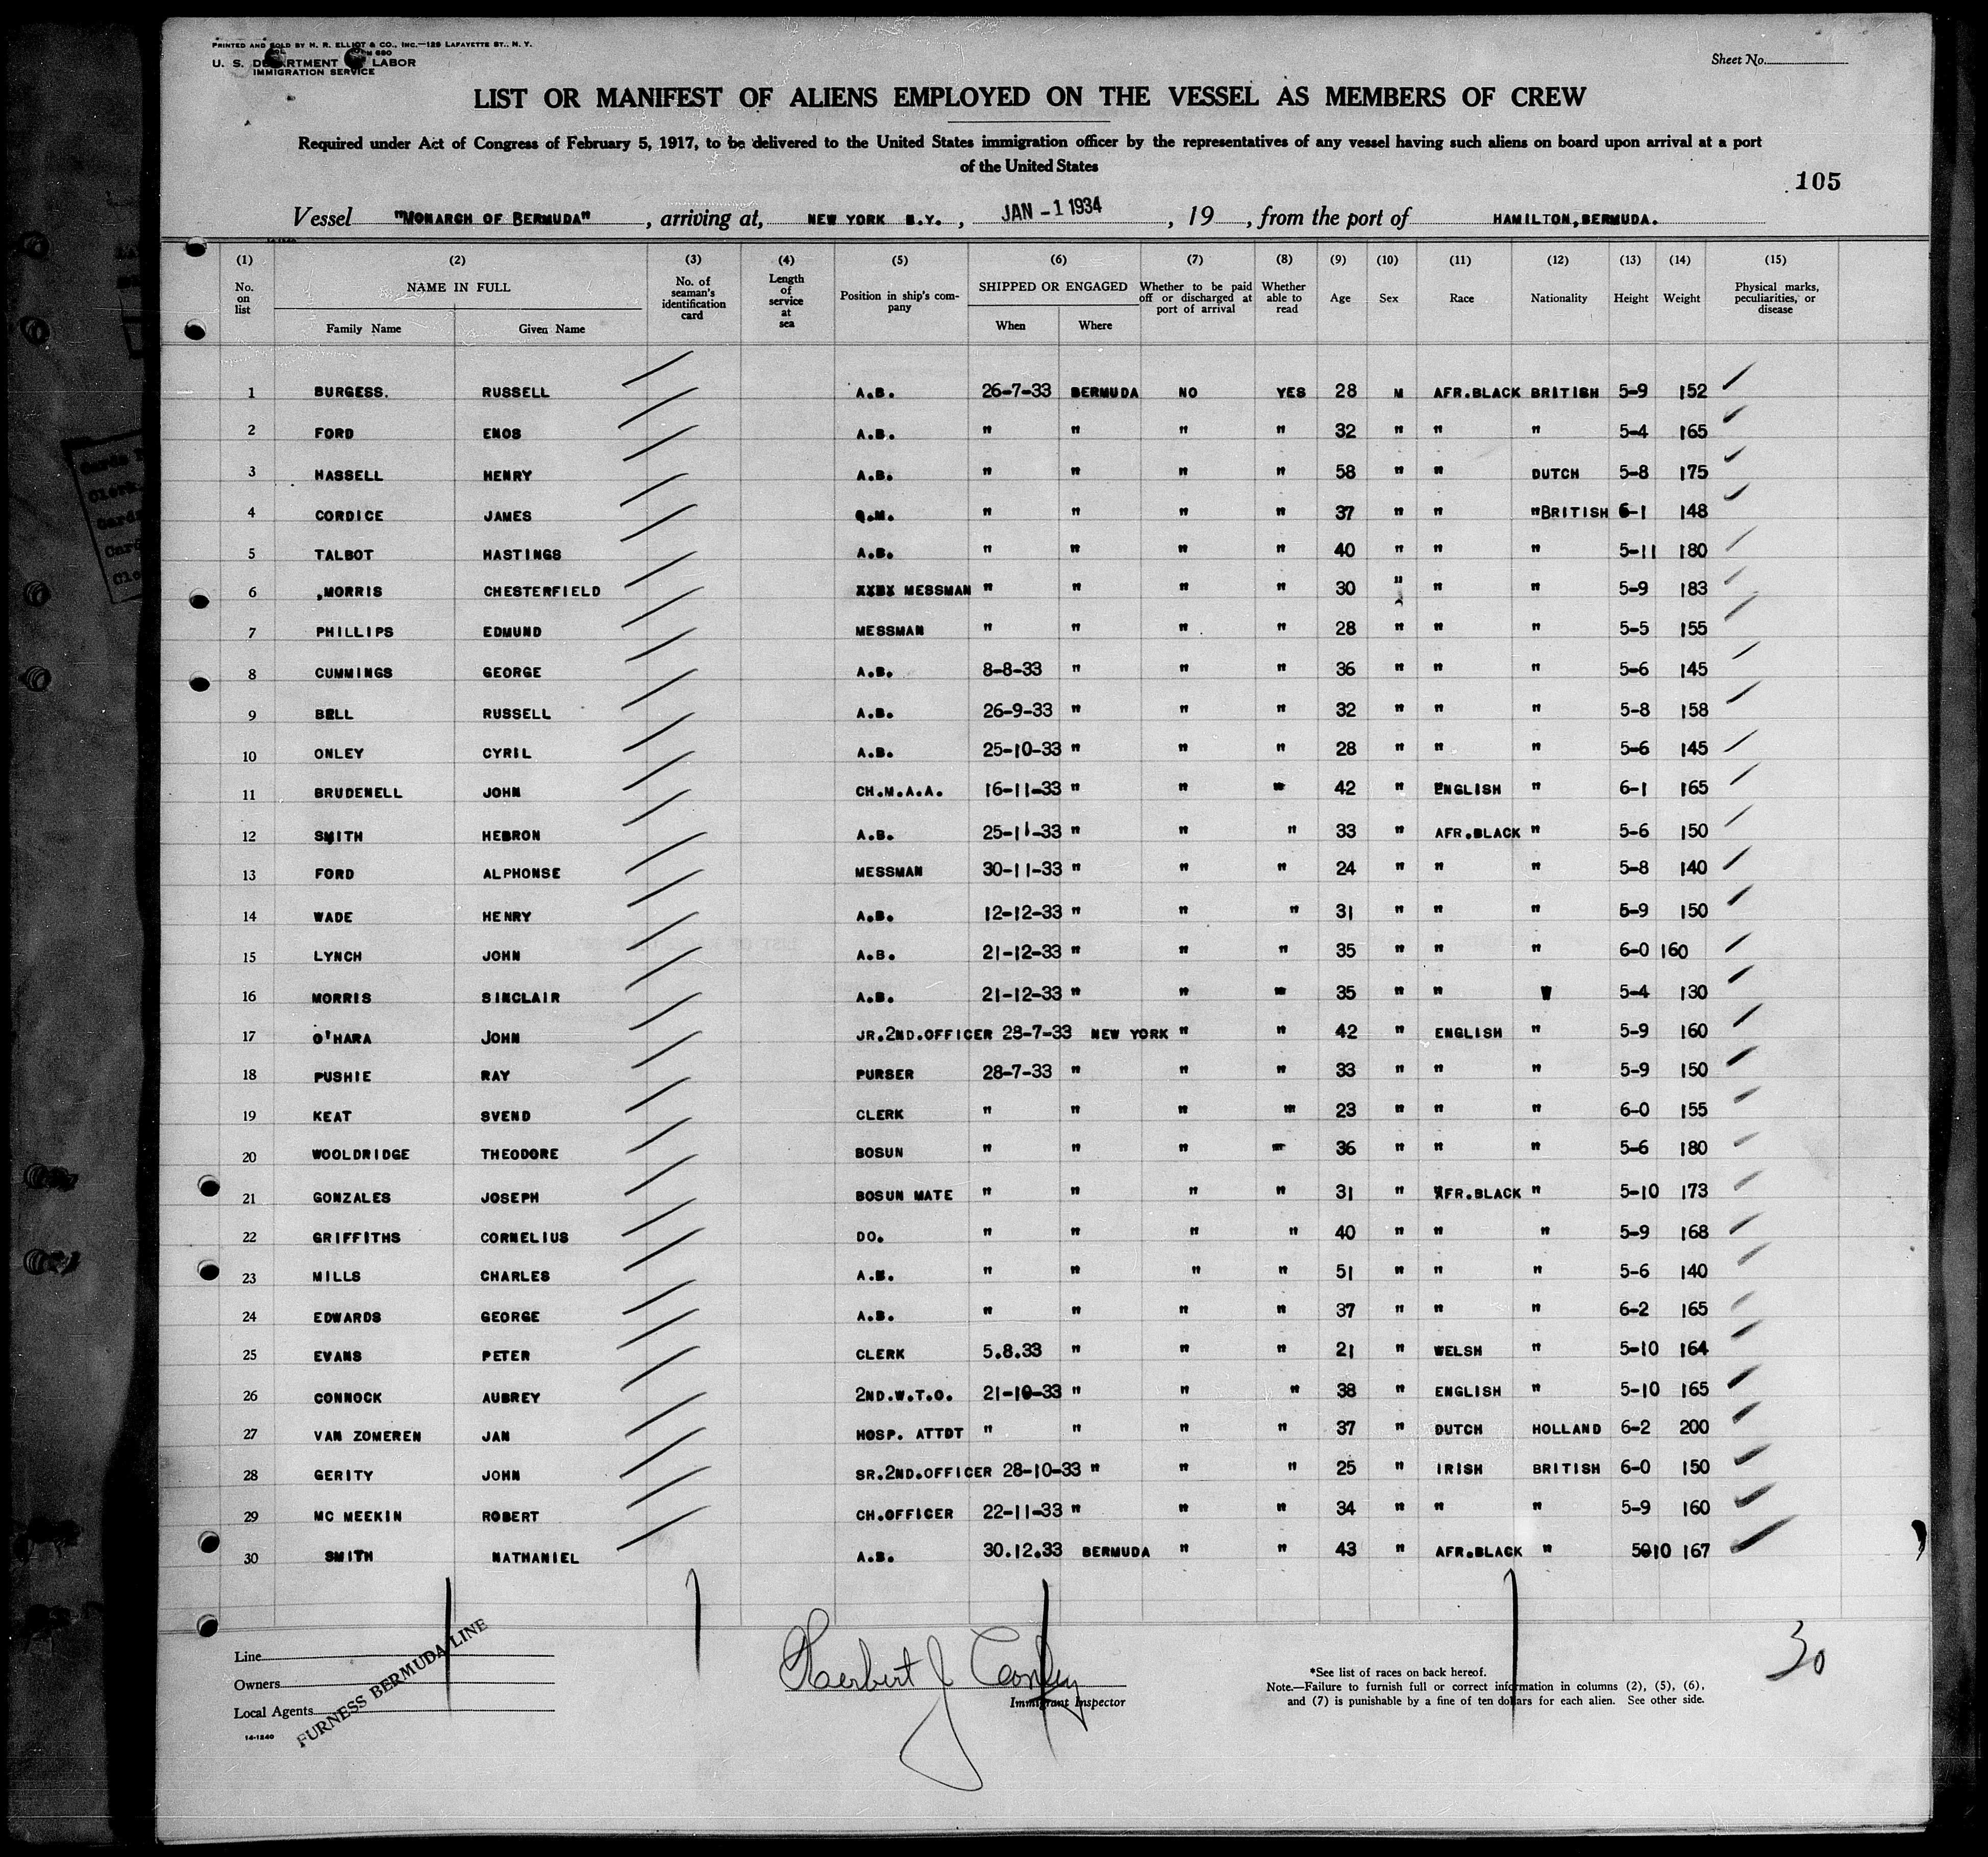 PRINTED AND SOLD BY H. R. ELLIOT & CO., INC.—128 LAFAYETTE ST., N. Y.
U. S. DEPARTMENT OF LABOR
IMMIGRATION SERVICE
Sheet No.
LIST OR MANIFEST OF ALIENS EMPLOYED ON THE VESSEL AS MEMBERS OF CREW
Required under Act of Congress of February 5, 1917, to be delivered to the United States immigration officer by the representatives of any vessel having such aliens on board upon arrival at a port
of the United States
105
Vessel "MONARCH OF BERMUDA" , arriving at, NEW YORK N.Y. , JAN -1 1934 , 19 , from the port of HAMILTON, BERMUDA.
(1) (2) (3) (4) (5) (6) (7) (8) (9) (10) (11) (12) (13) (14) (15)
No. on list NAME IN FULL Family Name Given Name No. of seaman's identification card Length of service at sea Position in ship's company SHIPPED OR ENGAGED When Where Whether to be paid off or discharged at port of arrival Whether able to read Age Sex Race Nationality Height Weight Physical marks, peculiarities, or disease
1 BURGESS. RUSSELL A.B. 26-7-33 BERMUDA NO YES 28 M AFR.BLACK BRITISH 5-9 152
2 FORD ENOS A.B. " " " " 32 " " " 5-4 165
3 HASSELL HENRY A.B. " " " " 58 " " DUTCH 5-8 175
4 CORDICE JAMES Q.M. " " " " 37 " " "BRITISH 6-1 148
5 TALBOT HASTINGS A.B. " " " " 40 " " " 5-11 180
6 MORRIS CHESTERFIELD XXXX MESSMAN " " " " 30 " " " 5-9 183
7 PHILLIPS EDMUND MESSMAN " " " " 28 " " " 5-5 155
8 CUMMINGS GEORGE A.B. 8-8-33 " " " 36 " " " 5-6 145
9 BELL RUSSELL A.B. 26-9-33 " " " 32 " " " 5-8 158
10 ONLEY CYRIL A.B. 25-10-33 " " " 28 " " " 5-6 145
11 BRUDENELL JOHN CH.M.A.A. 16-11-33 " " " 42 " ENGLISH " 6-1 165
12 SMITH HEBRON A.B. 25-11-33 " " " 33 " AFR.BLACK " 5-6 150
13 FORD ALPHONSE MESSMAN 30-11-33 " " " 24 " " " 5-8 140
14 WADE HENRY A.B. 12-12-33 " " " 31 " " " 5-9 150
15 LYNCH JOHN A.B. 21-12-33 " " " 35 " " " 6-0 160
16 MORRIS SINCLAIR A.B. 21-12-33 " " " 35 " " " 5-4 130
17 O'HARA JOHN JR.2ND.OFFICER 28-7-33 NEW YORK " " 42 " ENGLISH " 5-9 160
18 PUSHIE RAY PURSER 28-7-33 " " " 33 " " " 5-9 150
19 KEAT SVEND CLERK " " " " 23 " " " 6-0 155
20 WOOLDRIDGE THEODORE BOSUN " " " " 36 " " " 5-6 180
21 GONZALES JOSEPH BOSUN MATE " " " " 31 " AFR.BLACK " 5-10 173
22 GRIFFITHS CORNELIUS DO. " " " " 40 " " " 5-9 168
23 MILLS CHARLES A.B. " " " " 51 " " " 5-6 140
24 EDWARDS GEORGE A.B. " " " " 37 " " " 6-2 165
25 EVANS PETER CLERK 5.8.33 " " " 21 " WELSH " 5-10 164
26 CONNOCK AUBREY 2ND.W.T.O. 21-10-33 " " " 38 " ENGLISH " 5-10 165
27 VAN ZOMEREN JAN HOSP. ATTDT " " " " 37 " DUTCH HOLLAND 6-2 200
28 GERITY JOHN SR.2ND.OFFICER 28-10-33 " " " 25 " IRISH BRITISH 6-0 150
29 MC MEEKIN ROBERT CH.OFFICER 22-11-33 " " " 34 " " " 5-9 160
30 SMITH NATHANIEL A.B. 30.12.33 BERMUDA " " 43 " AFR.BLACK " 5010 167
Line
Owners
Local Agents
FURNESS BERMUDA LINE
14-1240
Herbert J Conley
Immigrant Inspector
*See list of races on back hereof.
Note.—Failure to furnish full or correct information in columns (2), (5), (6),
and (7) is punishable by a fine of ten dollars for each alien. See other side.
30